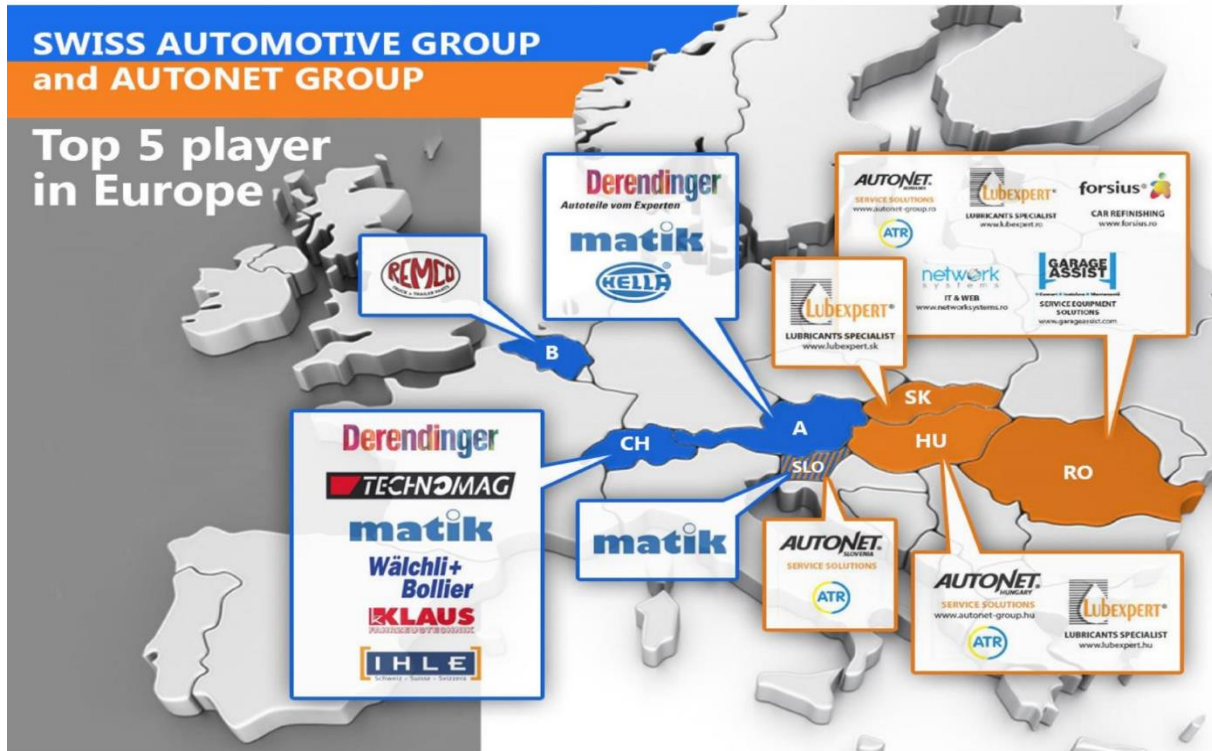 SWISS AUTOMOTIVE GROUP
and AUTONET GROUP
Top 5 player
in Europe
REMCO
TRUCK & TRAILER PARTS
B
Derendinger
Autoteile vom Experten
matik
HELLA
A
LUBEXPERT®
LUBRICANTS SPECIALIST
www.lubexpert.sk
SK
AUTONET®
SERVICE SOLUTIONS
www.autonet-group.ro
ATR
LUBEXPERT®
LUBRICANTS SPECIALIST
www.lubexpert.ro
forsius®
CAR REFINISHING
www.forsius.ro
network
systems
IT & WEB
www.networksystems.ro
GARAGE
ASSIST
SERVICE EQUIPMENT
SOLUTIONS
www.garageassist.com
RO
Derendinger
TECHNOMAG
matik
Wälchli+
Bollier
KLAUS
FAHRZEUGTECHNIK
IHLE
Schweiz - Suisse - Svizzera
CH
matik
SLO
AUTONET®
SLOVENIA
SERVICE SOLUTIONS
ATR
HU
AUTONET®
HUNGARY
SERVICE SOLUTIONS
www.autonet-group.hu
ATR
LUBEXPERT®
LUBRICANTS SPECIALIST
www.lubexpert.hu